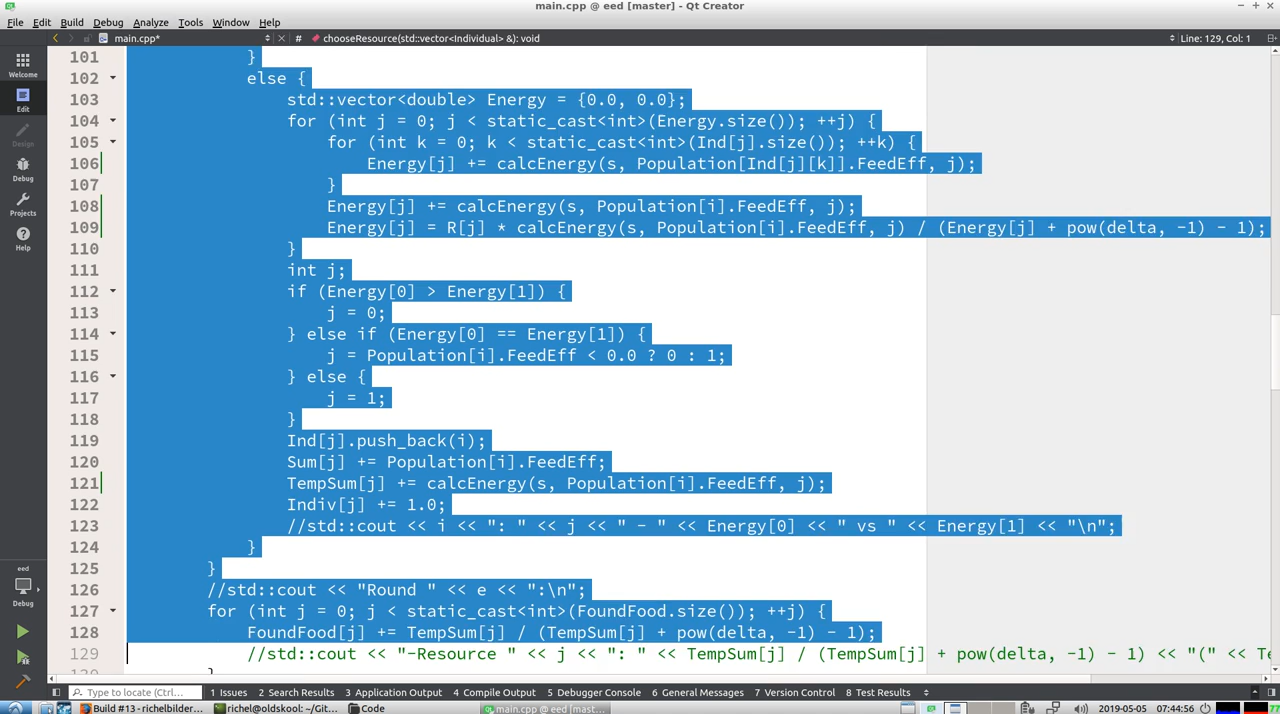 main.cpp @ eed [master] - Qt Creator
File Edit Build Debug Analyze Tools Window Help
main.cpp* # chooseResource(std::vector<Individual> &): void Line: 129, Col: 1
Welcome
Edit
Design
Debug
Projects
Help
101 }
102 else {
103 std::vector<double> Energy = {0.0, 0.0};
104 for (int j = 0; j < static_cast<int>(Energy.size()); ++j) {
105 for (int k = 0; k < static_cast<int>(Ind[j].size()); ++k) {
106 Energy[j] += calcEnergy(s, Population[Ind[j][k]].FeedEff, j);
107 }
108 Energy[j] += calcEnergy(s, Population[i].FeedEff, j);
109 Energy[j] = R[j] * calcEnergy(s, Population[i].FeedEff, j) / (Energy[j] + pow(delta, -1) - 1);
110 }
111 int j;
112 if (Energy[0] > Energy[1]) {
113 j = 0;
114 } else if (Energy[0] == Energy[1]) {
115 j = Population[i].FeedEff < 0.0 ? 0 : 1;
116 } else {
117 j = 1;
118 }
119 Ind[j].push_back(i);
120 Sum[j] += Population[i].FeedEff;
121 TempSum[j] += calcEnergy(s, Population[i].FeedEff, j);
122 Indiv[j] += 1.0;
123 //std::cout << i << ": " << j << " - " << Energy[0] << " vs " << Energy[1] << "\n";
124 }
125 }
126 //std::cout << "Round " << e << ":\n";
127 for (int j = 0; j < static_cast<int>(FoundFood.size()); ++j) {
128 FoundFood[j] += TempSum[j] / (TempSum[j] + pow(delta, -1) - 1);
129 //std::cout << "-Resource " << j << ": " << TempSum[j] / (TempSum[j] + pow(delta, -1) - 1) << "(" << Te
eed
Debug
Type to locate (Ctrl... 1 Issues 2 Search Results 3 Application Output 4 Compile Output 5 Debugger Console 6 General Messages 7 Version Control 8 Test Results
Build #13 - richelbilder... richel@oldskool: ~/Git... Code main.cpp @ eed [mast... 2019-05-05 04:44:56